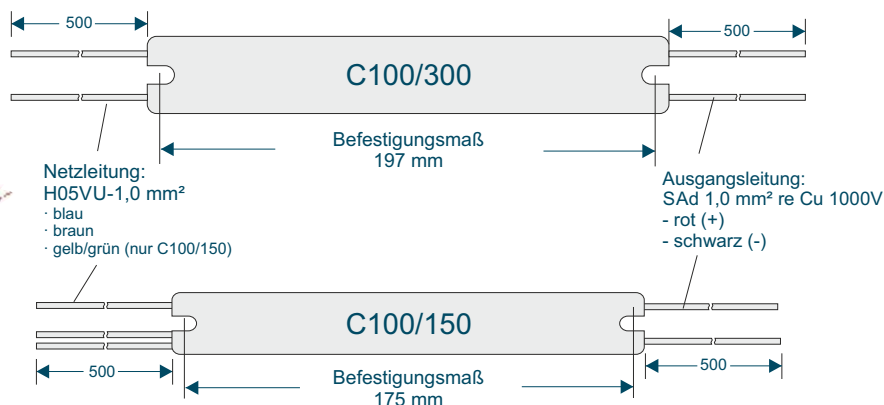 500
500
C100/300
Befestigungsmaß
197 mm
Netzleitung:
H05VU-1,0 mm²
· blau
· braun
· gelb/grün (nur C100/150)
Ausgangsleitung:
SAd 1,0 mm² re Cu 1000V
- rot (+)
- schwarz (-)
C100/150
500
500
Befestigungsmaß
175 mm